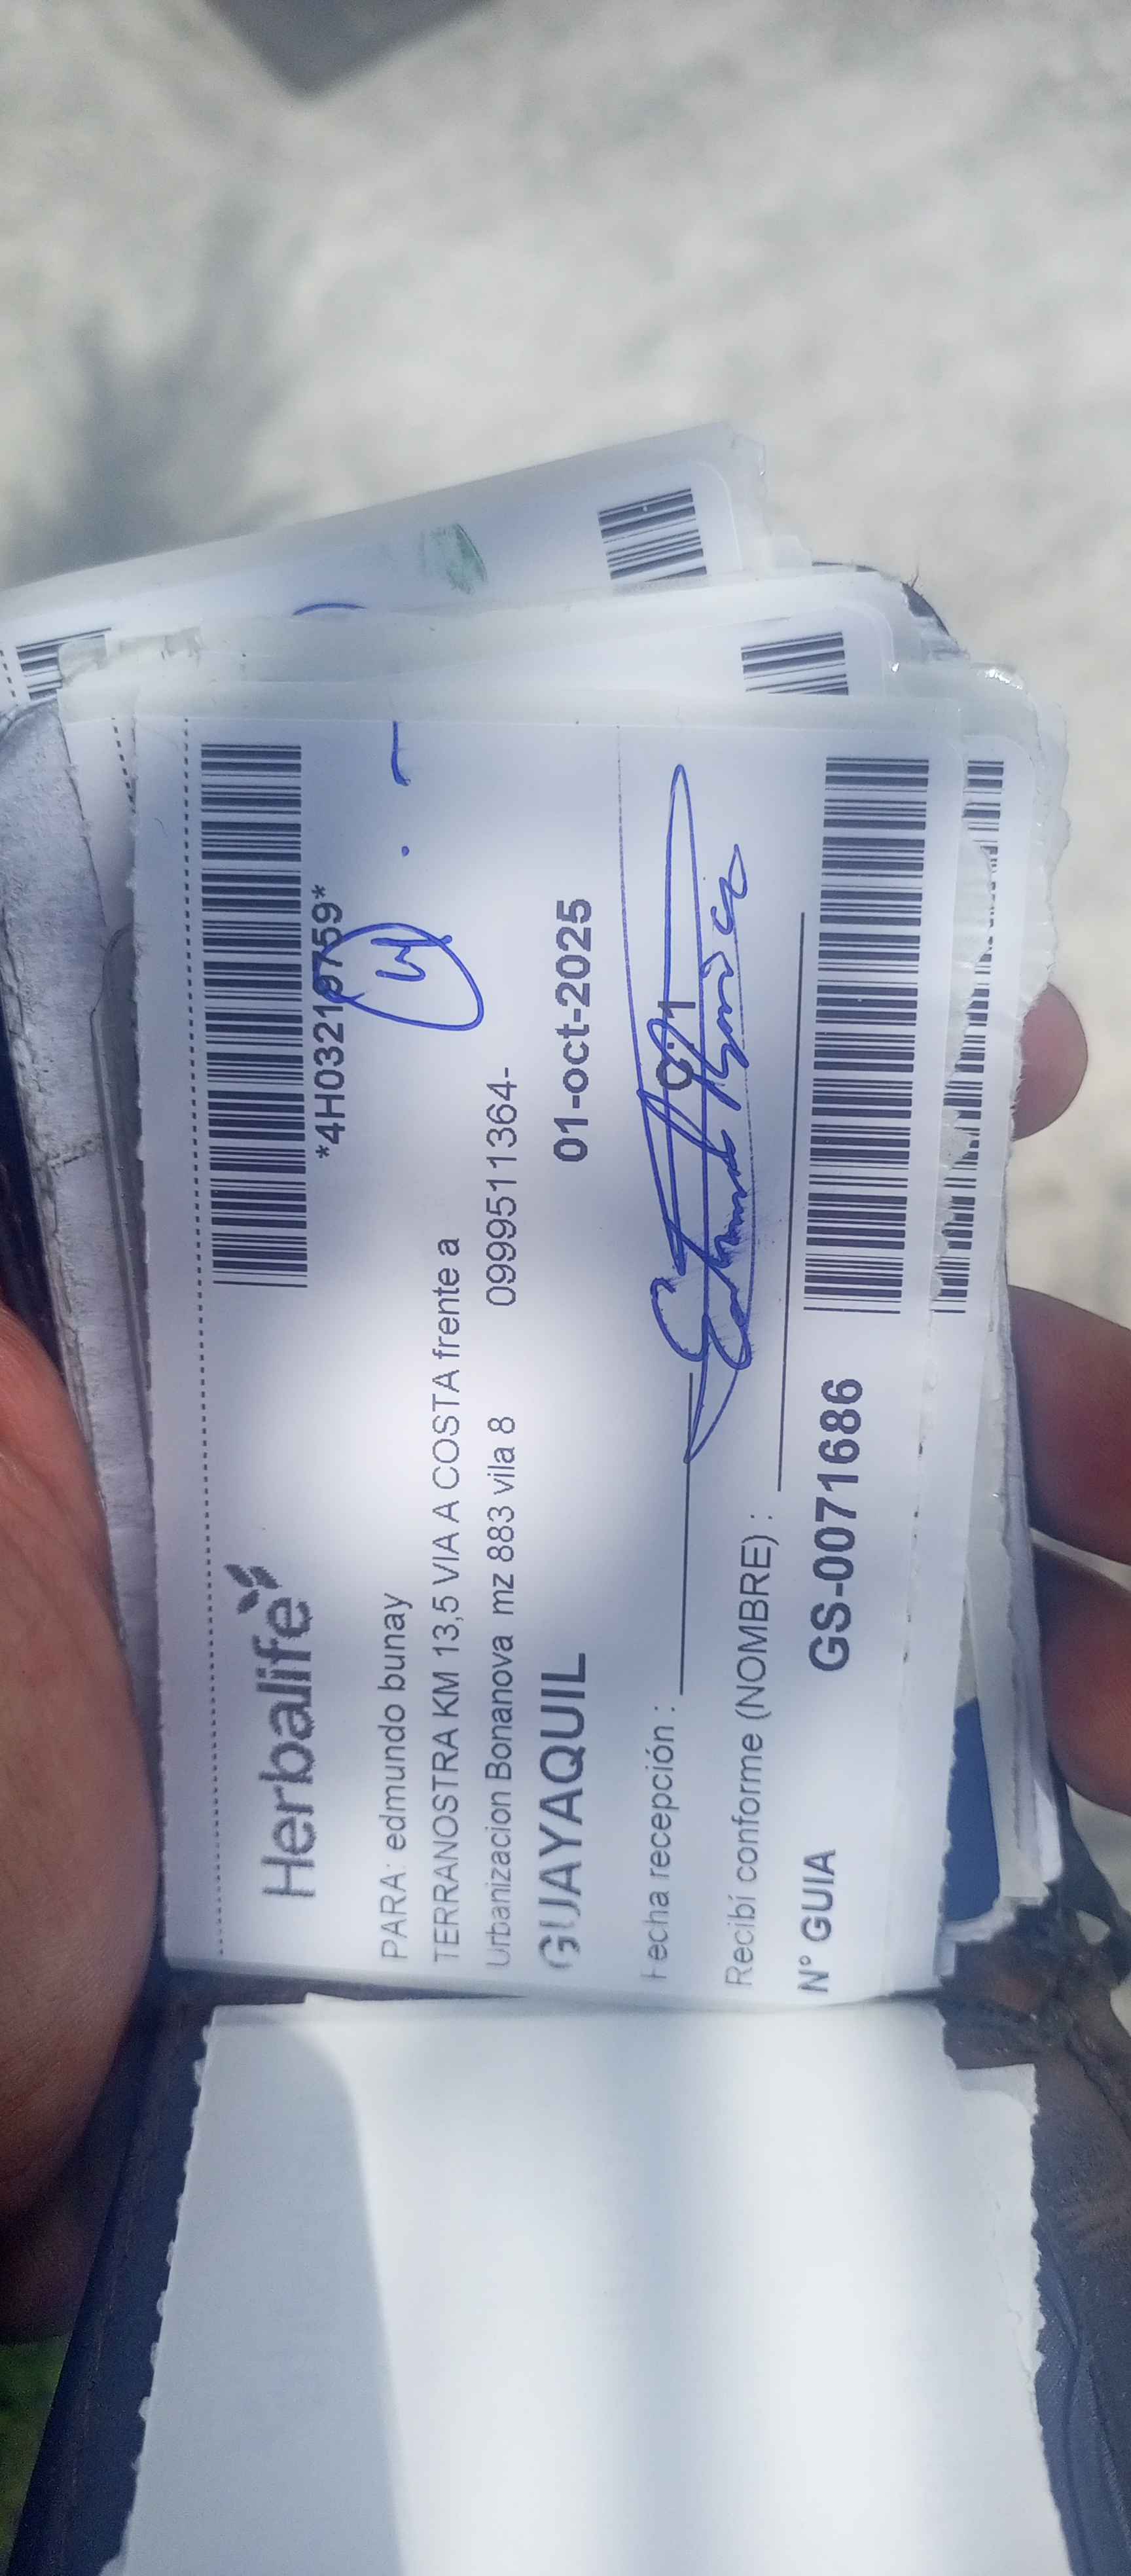 Herbalife
*4H03219759*
PARA: edmundo bunay
TERRANOSTRA KM 13,5 VIA A COSTA frente a
Urbanizacion Bonanova mz 883 vila 8 0999511364-
GUAYAQUIL 01-oct-2025
Fecha recepción :
Recibí conforme (NOMBRE) :
N° GUIA GS-0071686